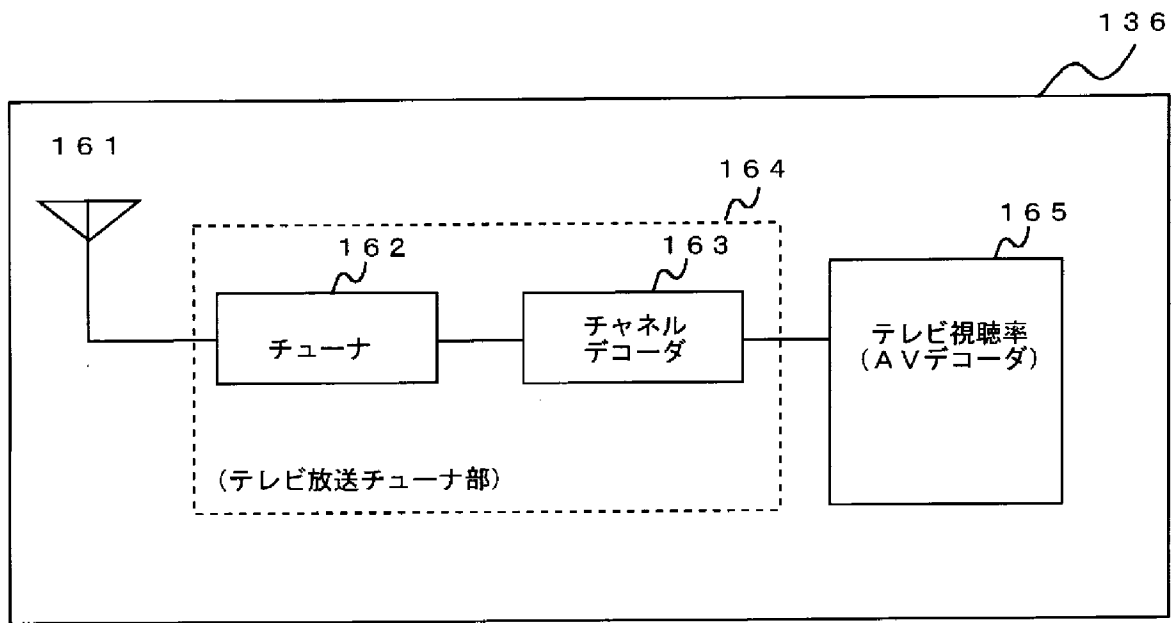 １３６
１６１
１６４
１６５
１６２
１６３
チューナ
チャネル
デコーダ
テレビ視聴率
（ＡＶデコーダ）
（テレビ放送チューナ部）